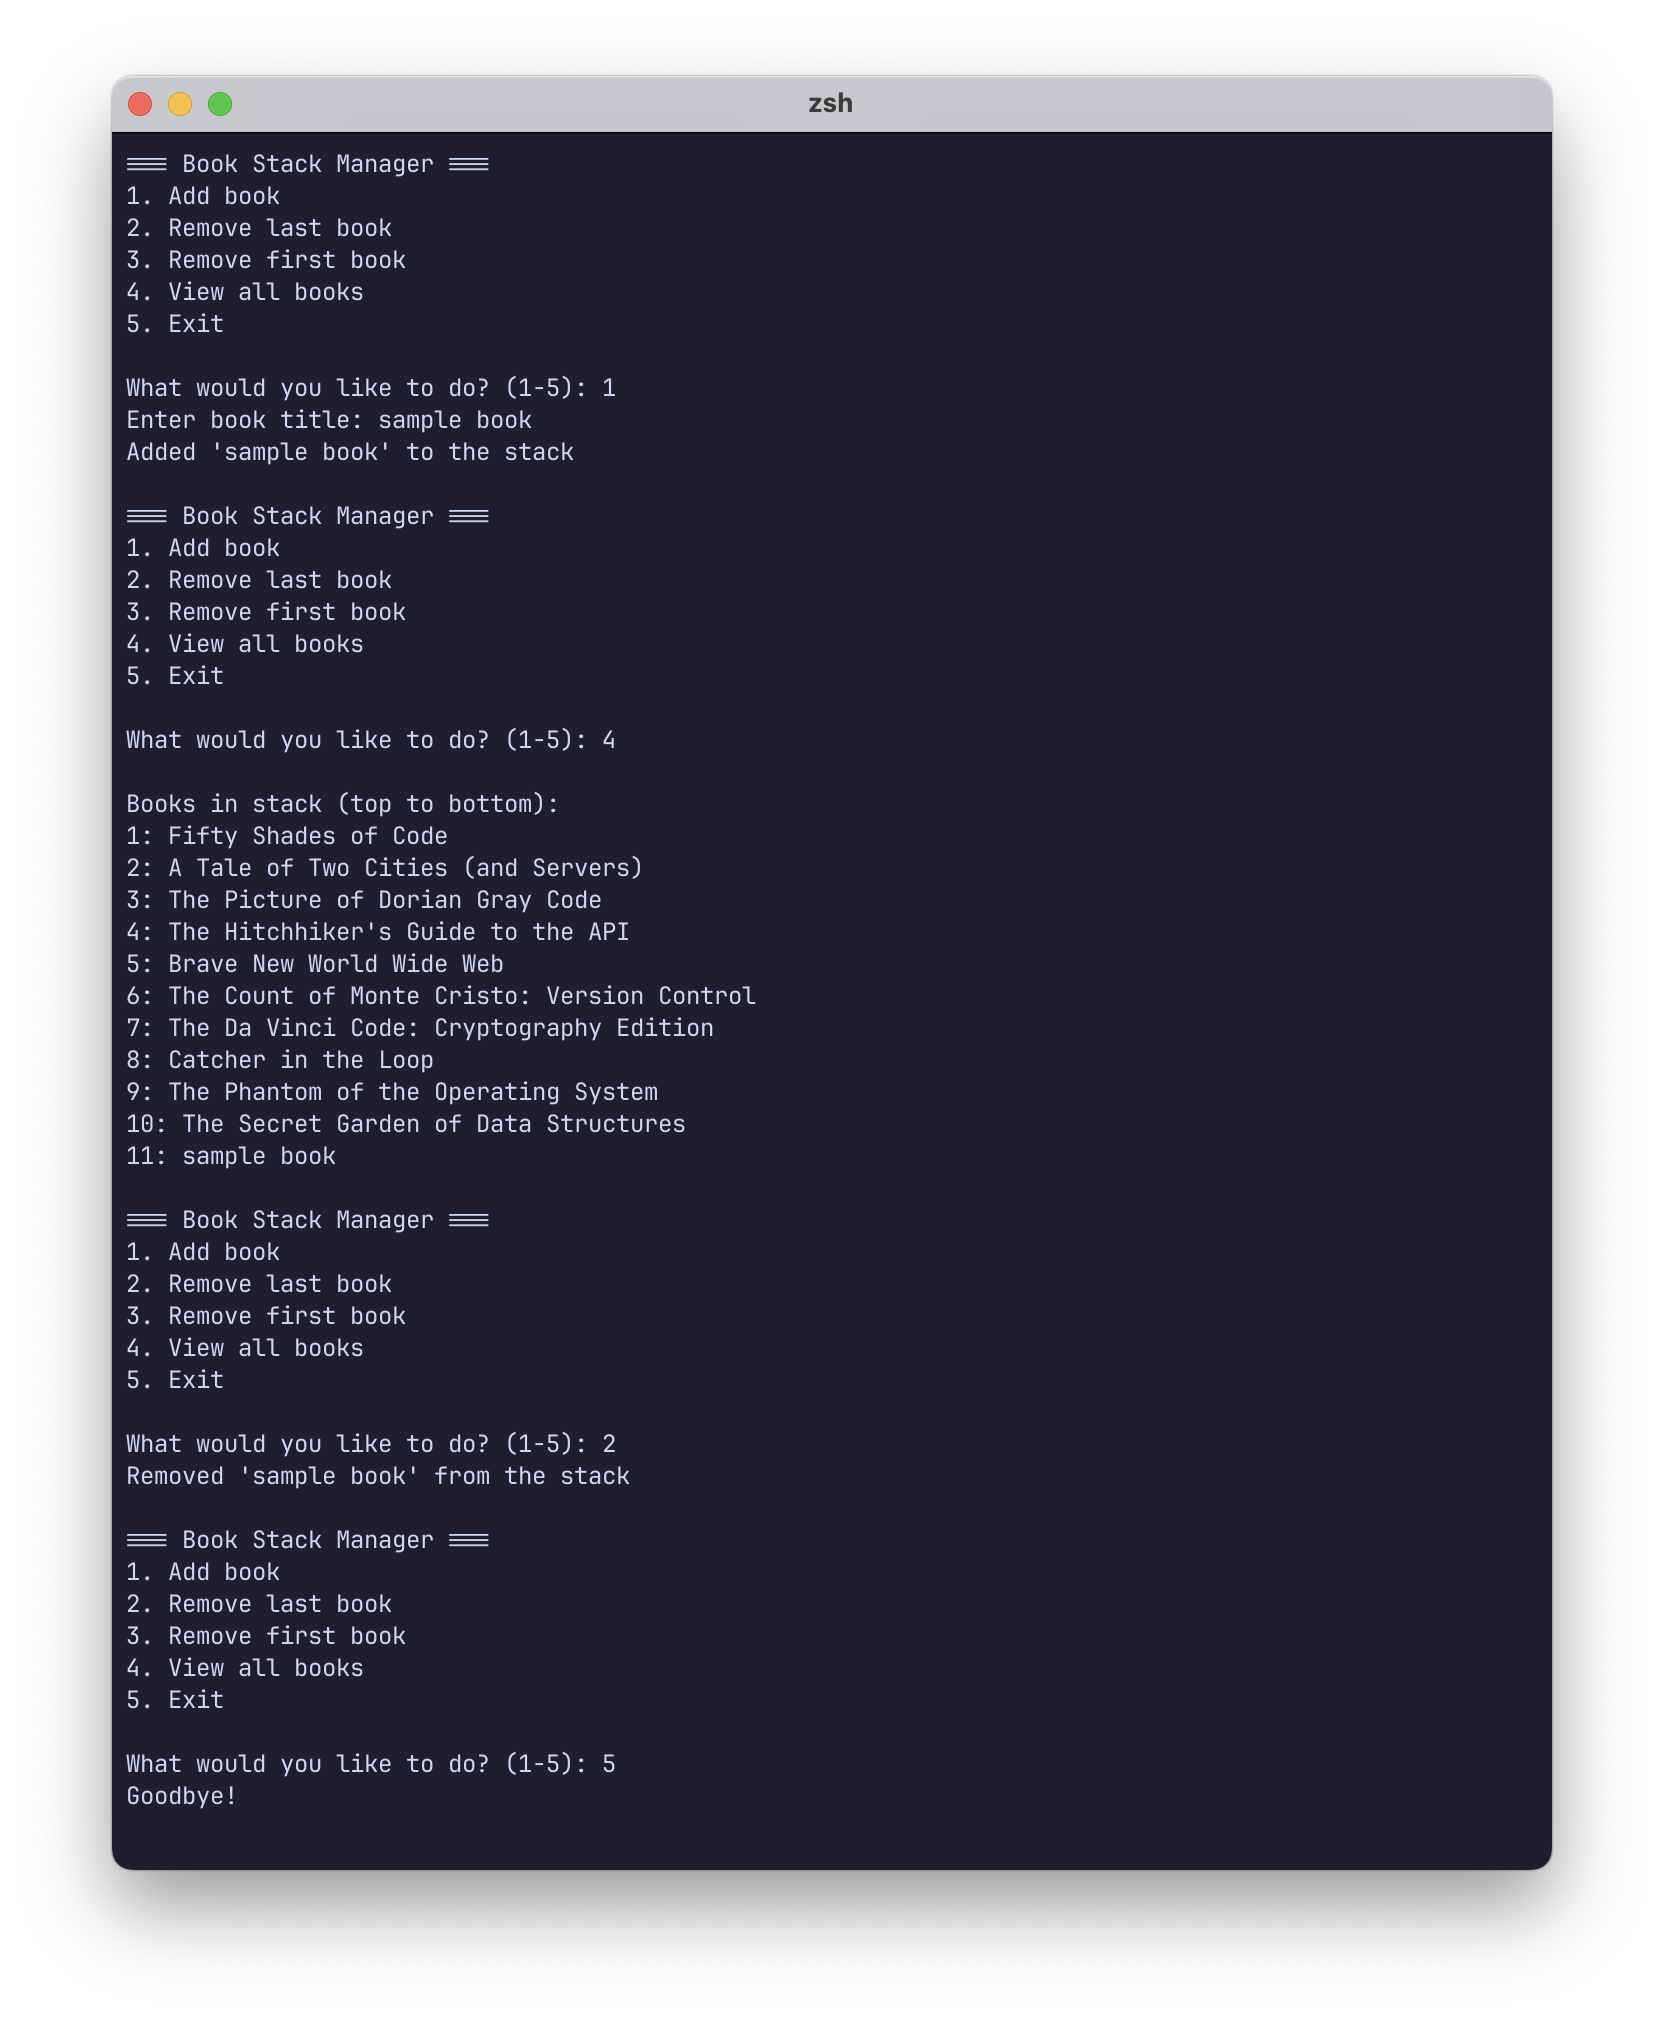 zsh
=== Book Stack Manager ===
1. Add book
2. Remove last book
3. Remove first book
4. View all books
5. Exit
What would you like to do? (1-5): 1
Enter book title: sample book
Added 'sample book' to the stack
=== Book Stack Manager ===
1. Add book
2. Remove last book
3. Remove first book
4. View all books
5. Exit
What would you like to do? (1-5): 4
Books in stack (top to bottom):
1: Fifty Shades of Code
2: A Tale of Two Cities (and Servers)
3: The Picture of Dorian Gray Code
4: The Hitchhiker's Guide to the API
5: Brave New World Wide Web
6: The Count of Monte Cristo: Version Control
7: The Da Vinci Code: Cryptography Edition
8: Catcher in the Loop
9: The Phantom of the Operating System
10: The Secret Garden of Data Structures
11: sample book
=== Book Stack Manager ===
1. Add book
2. Remove last book
3. Remove first book
4. View all books
5. Exit
What would you like to do? (1-5): 2
Removed 'sample book' from the stack
=== Book Stack Manager ===
1. Add book
2. Remove last book
3. Remove first book
4. View all books
5. Exit
What would you like to do? (1-5): 5
Goodbye!